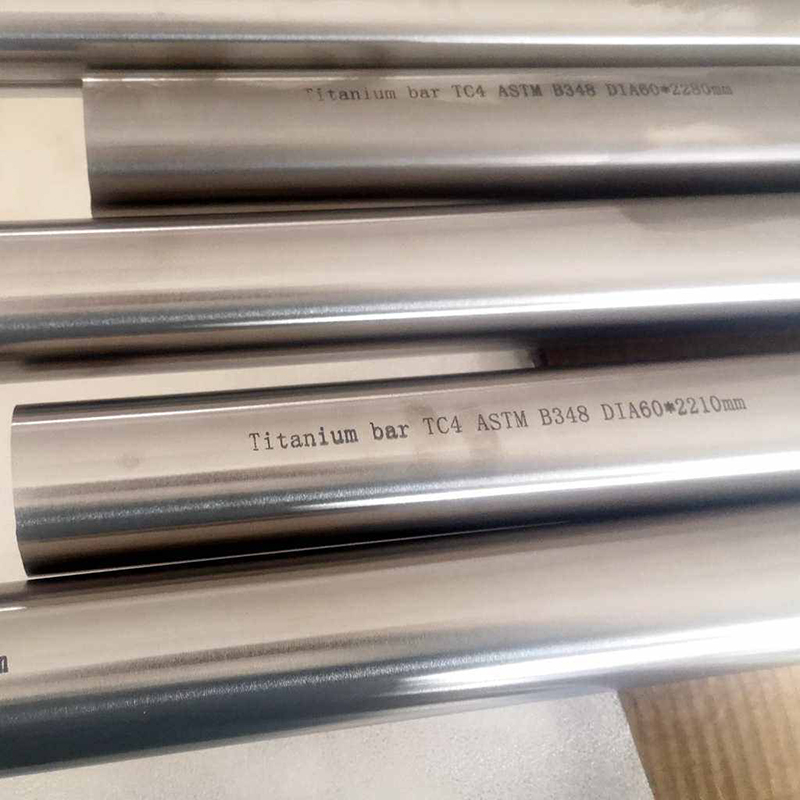 Titanium bar TC4 ASTM B348 DIA60*2280mm
Titanium bar TC4 ASTM B348 DIA60*2210mm
m